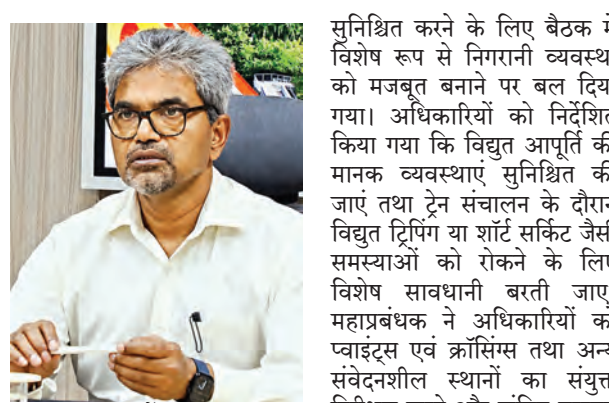 सुनिश्चित करने के लिए बैठक में
विशेष रूप से निगरानी व्यवस्था
को मजबूत बनाने पर बल दिया
गया। अधिकारियों को निर्देशित
किया गया कि विद्युत आपूर्ति की
मानक व्यवस्थाएं सुनिश्चित की
जाएं तथा ट्रेन संचालन के दौरान
विद्युत ट्रिपिंग या शॉर्ट सर्किट जैसी
समस्याओं को रोकने के लिए
विशेष सावधानी बरती जाए
महाप्रबंधक ने अधिकारियों को
प्वाइंट्स एवं क्रॉसिंग्स तथा अन्य
संवेदनशील स्थानों का संयुक्त